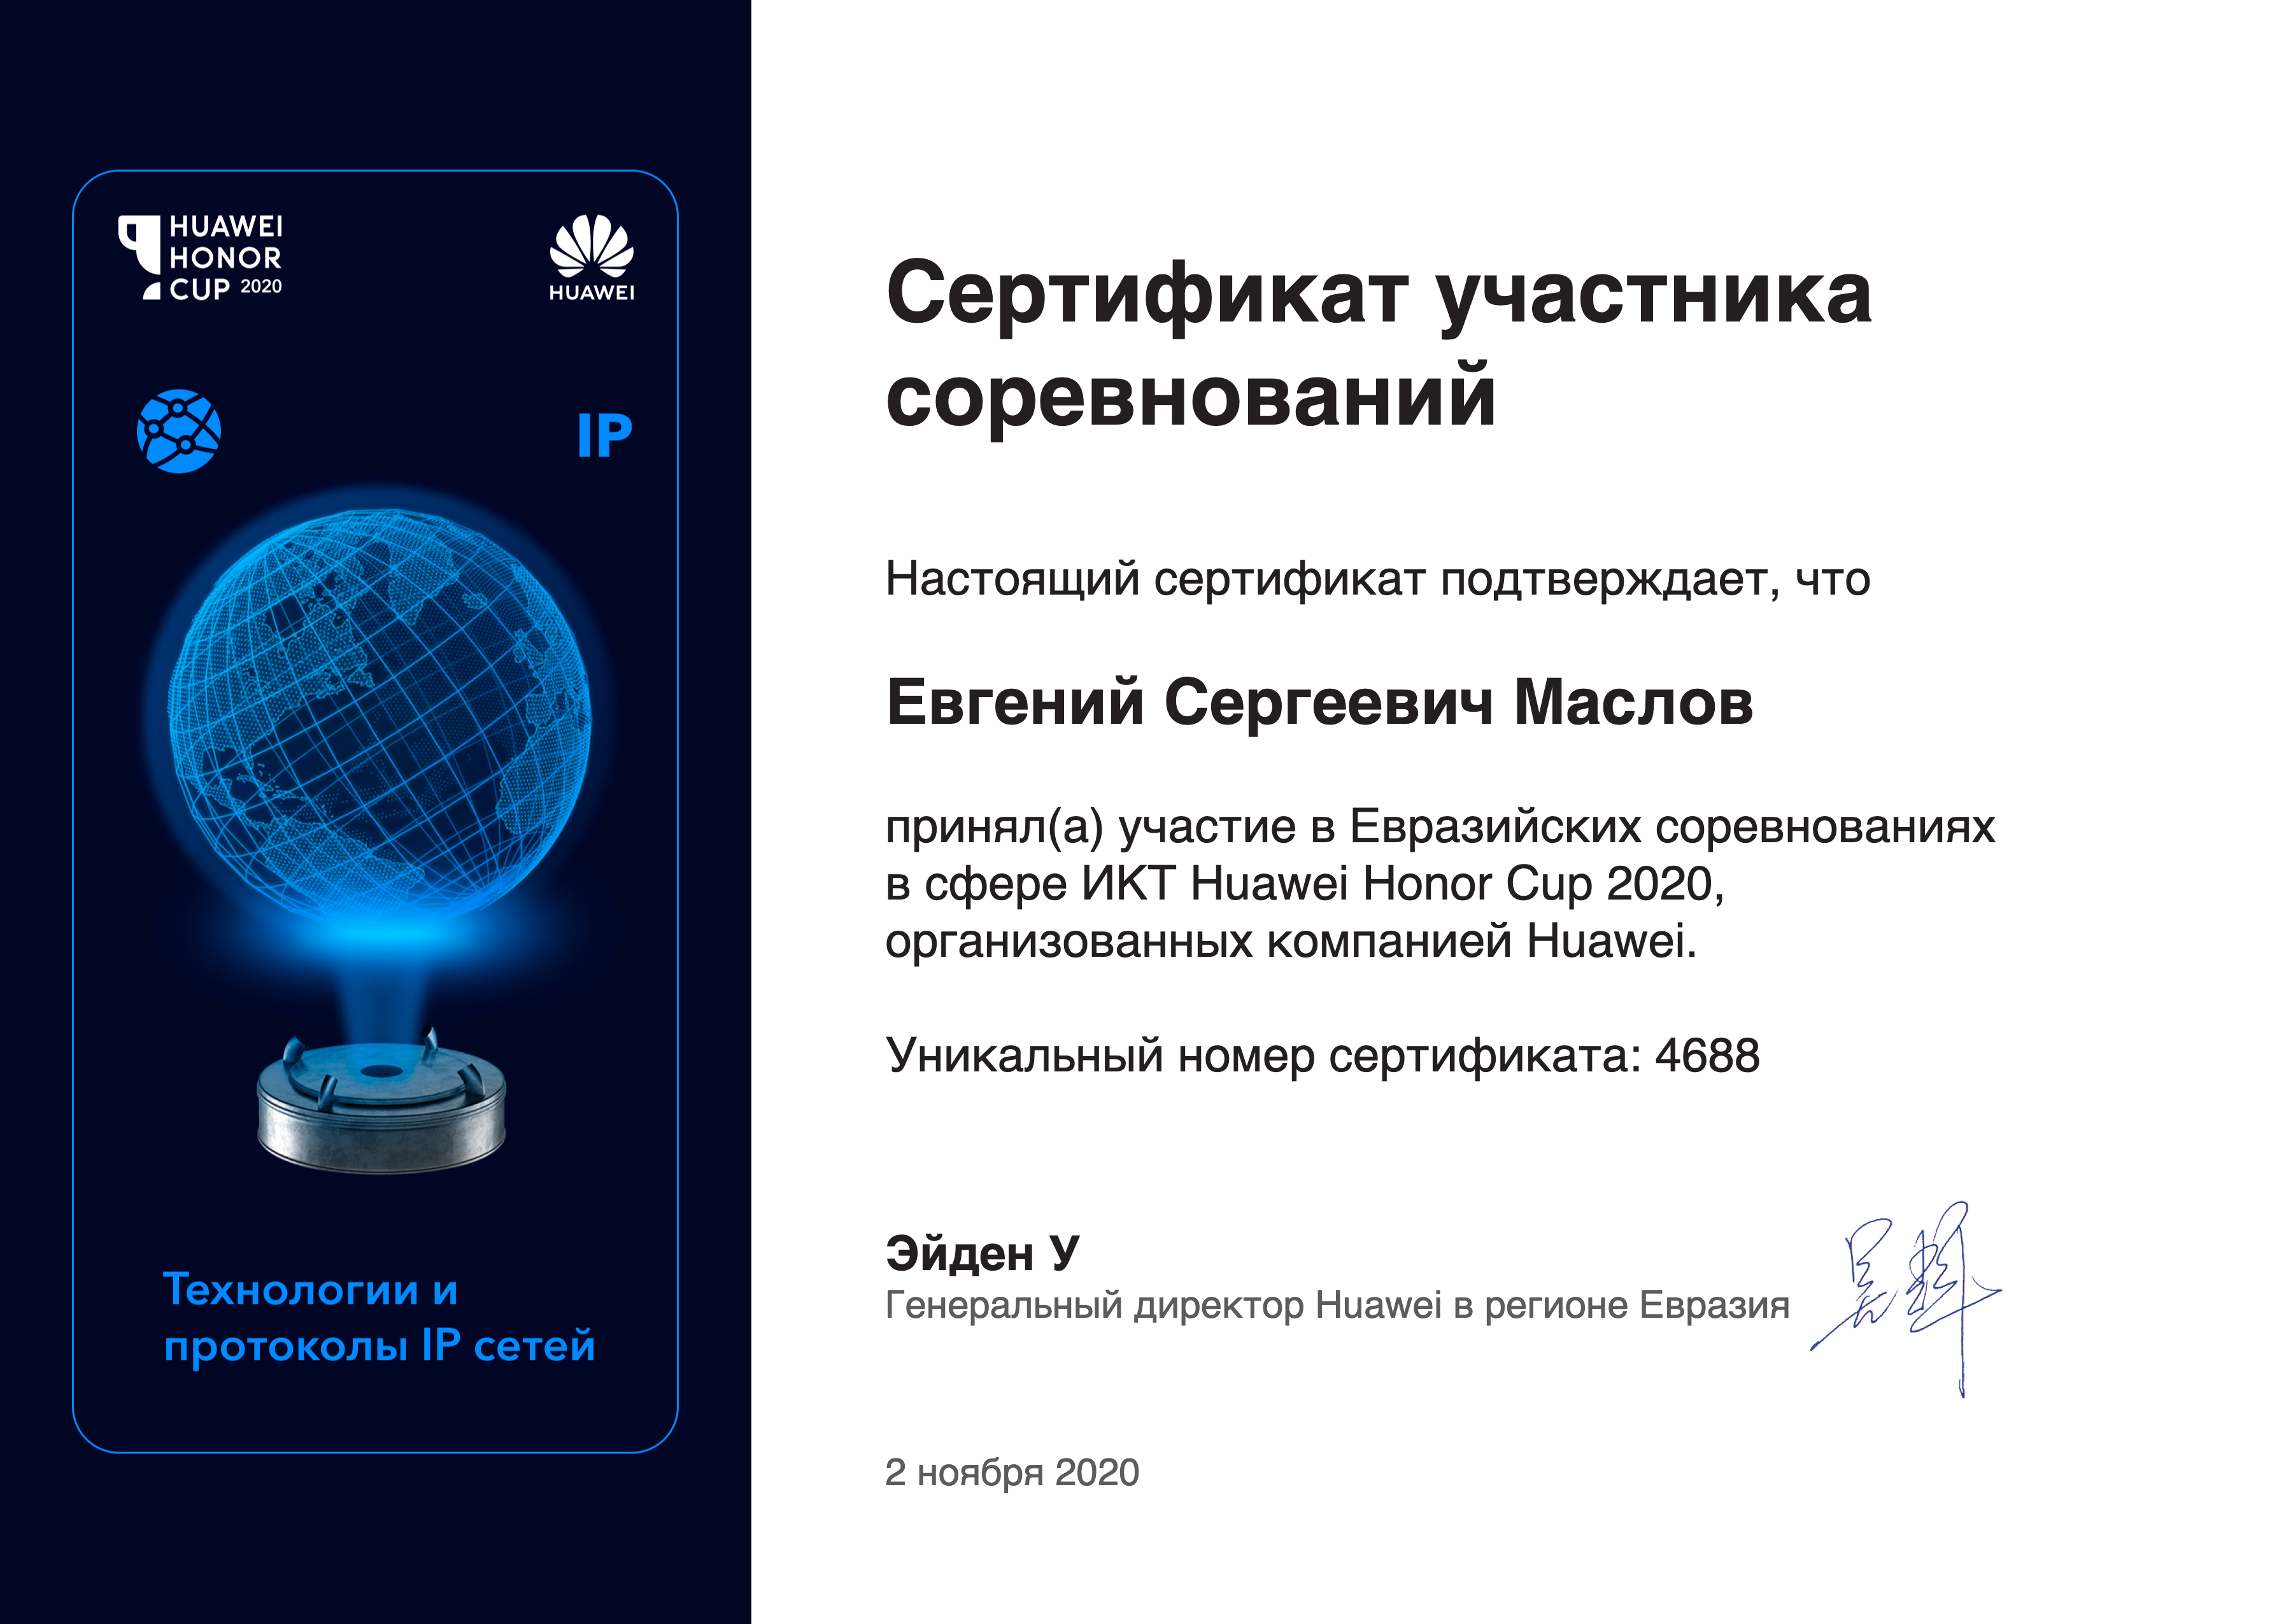 HUAWEI
HONOR
CUP 2020
HUAWEI
IP
Технологии и
протоколы IP сетей
Сертификат участника
соревнований
Настоящий сертификат подтверждает, что
Евгений Сергеевич Маслов
принял(а) участие в Евразийских соревнованиях
в сфере ИКТ Huawei Honor Cup 2020,
организованных компанией Huawei.
Уникальный номер сертификата: 4688
Эйден У
Генеральный директор Huawei в регионе Евразия
2 ноября 2020